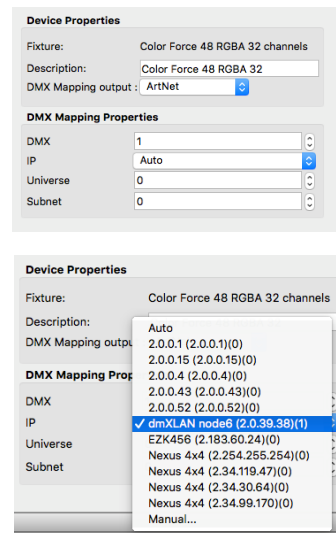 Device Properties
Fixture: Color Force 48 RGBA 32 channels
Description: Color Force 48 RGBA 32
DMX Mapping output : ArtNet
DMX Mapping Properties
DMX 1
IP Auto
Universe 0
Subnet 0
Device Properties
Fixture: Color Force 48 RGBA 32 channels
Description:
DMX Mapping outpu
DMX Mapping Prop
DMX
IP
Universe
Subnet
Auto
2.0.0.1 (2.0.0.1)(0)
2.0.0.15 (2.0.0.15)(0)
2.0.0.4 (2.0.0.4)(0)
2.0.0.43 (2.0.0.43)(0)
2.0.0.52 (2.0.0.52)(0)
✓ dmXLAN node6 (2.0.39.38)(1)
EZK456 (2.183.60.24)(0)
Nexus 4x4 (2.254.255.254)(0)
Nexus 4x4 (2.34.119.47)(0)
Nexus 4x4 (2.34.30.64)(0)
Nexus 4x4 (2.34.99.170)(0)
Manual...